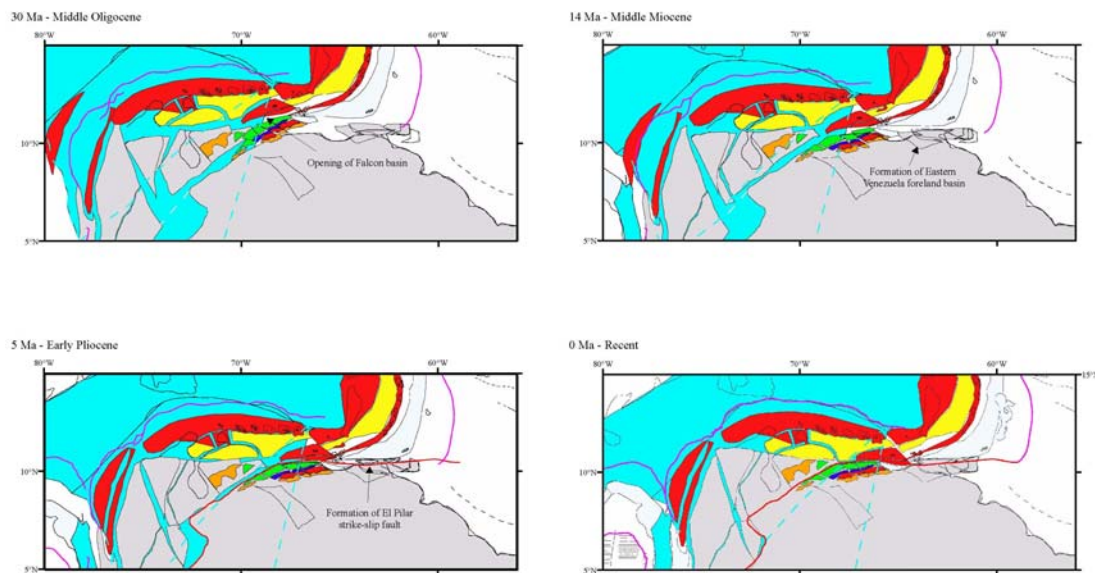 30 Ma - Middle Oligocene
80°W
70°W
60°W
10°N
5°N
Opening of Falcon basin
14 Ma - Middle Miocene
80°W
70°W
60°W
10°N
5°N
Formation of Eastern
Venezuela foreland basin
5 Ma - Early Pliocene
80°W
70°W
60°W
10°N
5°N
Formation of El Pilar
strike-slip fault
0 Ma - Recent
80°W
70°W
60°W
15°
10°N
5°N